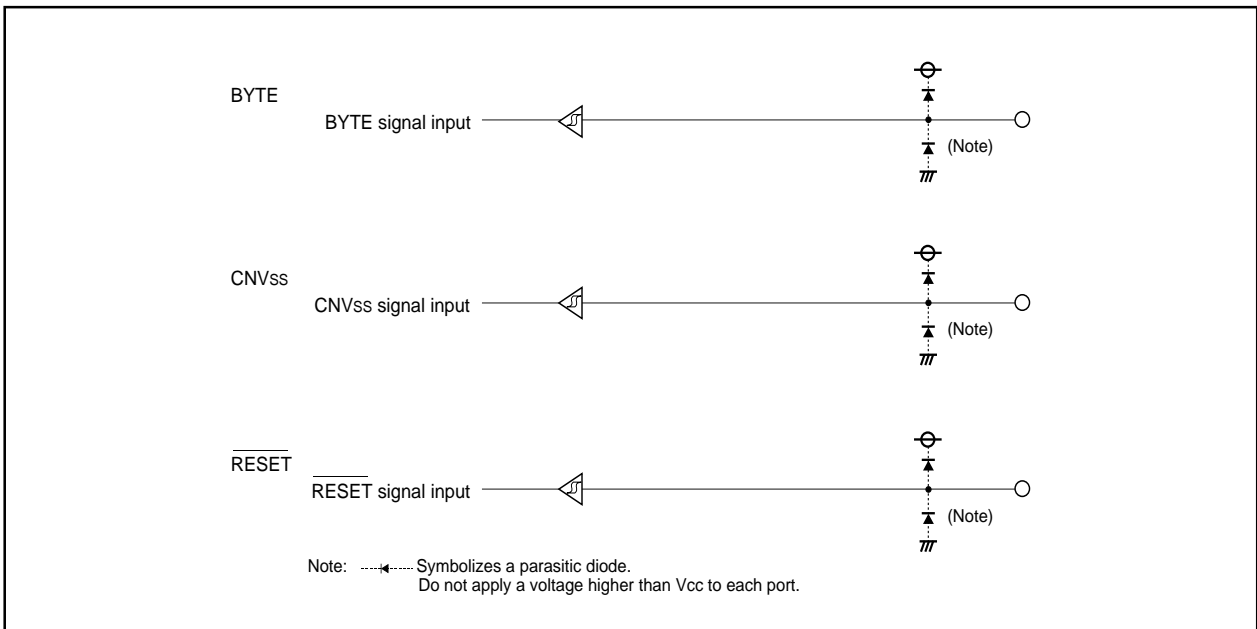 BYTE
BYTE signal input
(Note)
CNVss
CNVss signal input
(Note)
RESET
RESET signal input
(Note)
Note: Symbolizes a parasitic diode.
Do not apply a voltage higher than Vcc to each port.